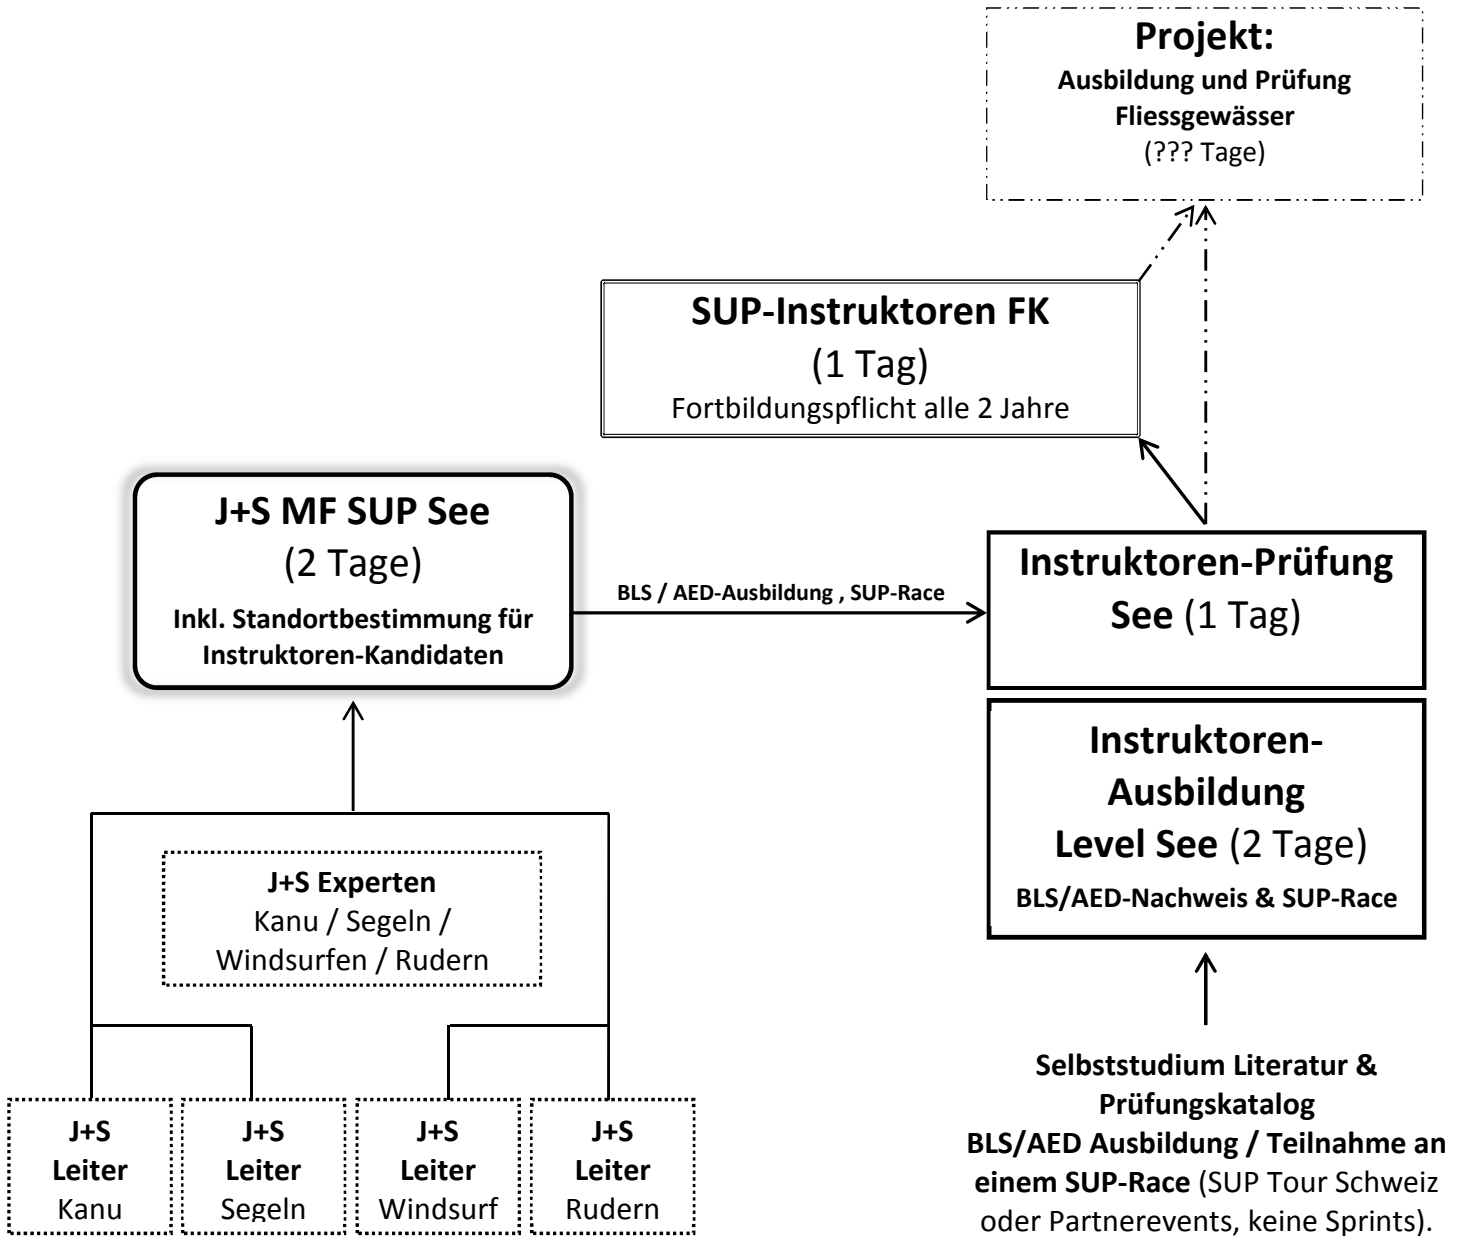 Projekt:
Ausbildung und Prüfung
Fliessgewässer
(??? Tage)
SUP-Instruktoren FK
(1 Tag)
Fortbildungspflicht alle 2 Jahre
J+S MF SUP See
(2 Tage)
Inkl. Standortbestimmung für
Instruktoren-Kandidaten
BLS / AED-Ausbildung , SUP-Race
Instruktoren-Prüfung
See (1 Tag)
Instruktoren-
Ausbildung
Level See (2 Tage)
BLS/AED-Nachweis & SUP-Race
J+S Experten
Kanu / Segeln /
Windsurfen / Rudern
J+S
Leiter
Kanu
J+S
Leiter
Segeln
J+S
Leiter
Windsurf
J+S
Leiter
Rudern
Selbststudium Literatur &
Prüfungskatalog
BLS/AED Ausbildung / Teilnahme an
einem SUP-Race (SUP Tour Schweiz
oder Partnerevents, keine Sprints).